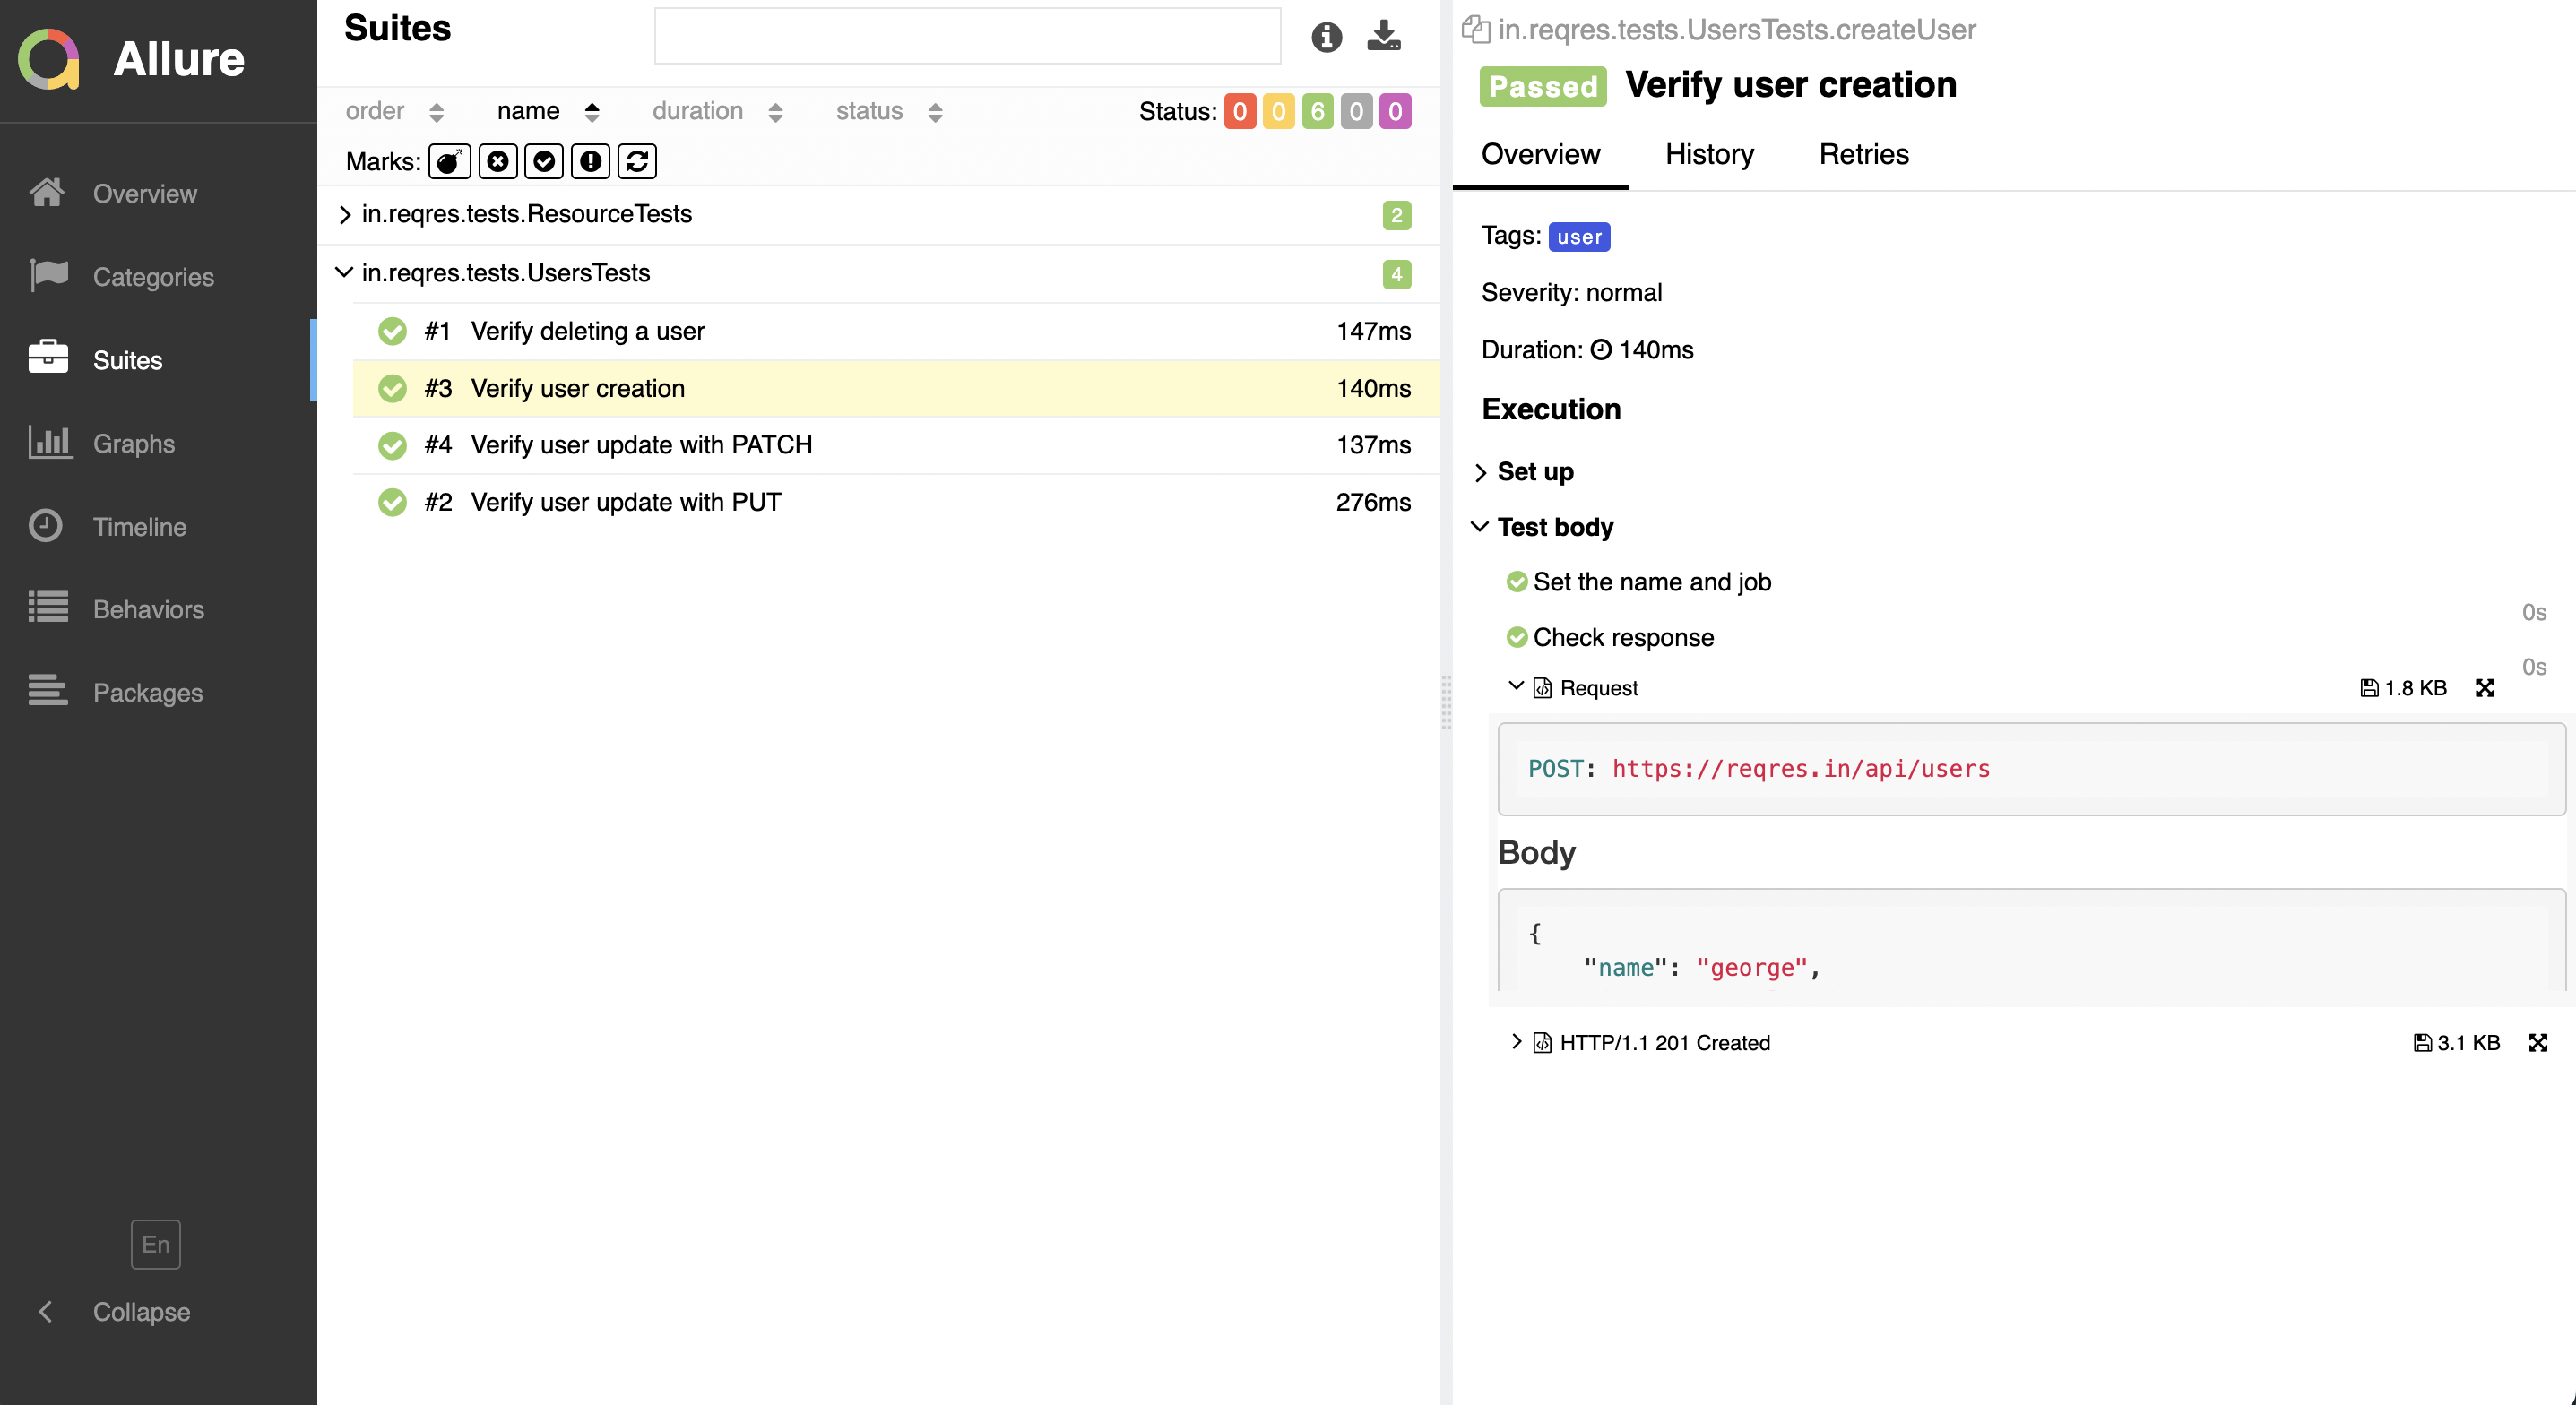 Allure
Overview
Categories
Suites
Graphs
Timeline
Behaviors
Packages
En
Collapse
Suites
order name duration status Status: 0 0 6 0 0
Marks:
in.reqres.tests.ResourceTests 2
in.reqres.tests.UsersTests 4
#1 Verify deleting a user 147ms
#3 Verify user creation 140ms
#4 Verify user update with PATCH 137ms
#2 Verify user update with PUT 276ms
in.reqres.tests.UsersTests.createUser
Passed Verify user creation
Overview History Retries
Tags: user
Severity: normal
Duration: 140ms
Execution
Set up
Test body
Set the name and job
0s
Check response
0s
Request 1.8 KB
POST: https://reqres.in/api/users
Body
{
"name": "george",
HTTP/1.1 201 Created 3.1 KB